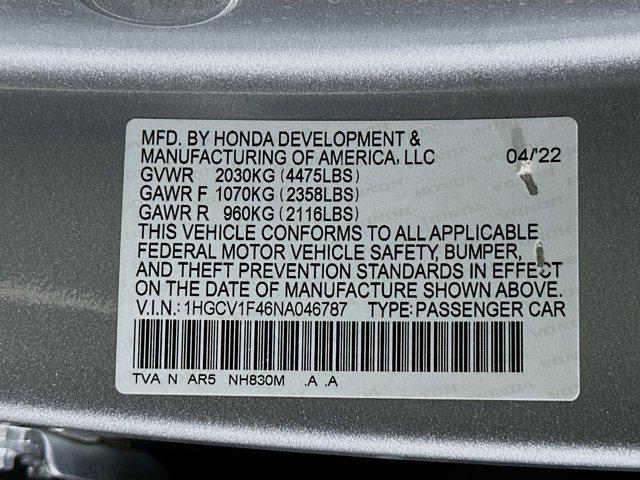 MFD. BY HONDA DEVELOPMENT &
MANUFACTURING OF AMERICA, LLC 04/'22
GVWR 2030KG (4475LBS)
GAWR F 1070KG (2358LBS)
GAWR R 960KG (2116LBS)
THIS VEHICLE CONFORMS TO ALL APPLICABLE
FEDERAL MOTOR VEHICLE SAFETY, BUMPER,
AND THEFT PREVENTION STANDARDS IN EFFECT
ON THE DATE OF MANUFACTURE SHOWN ABOVE.
V.I.N.: 1HGCV1F46NA046787 TYPE: PASSENGER CAR
TVA N AR5 NH830M .A .A